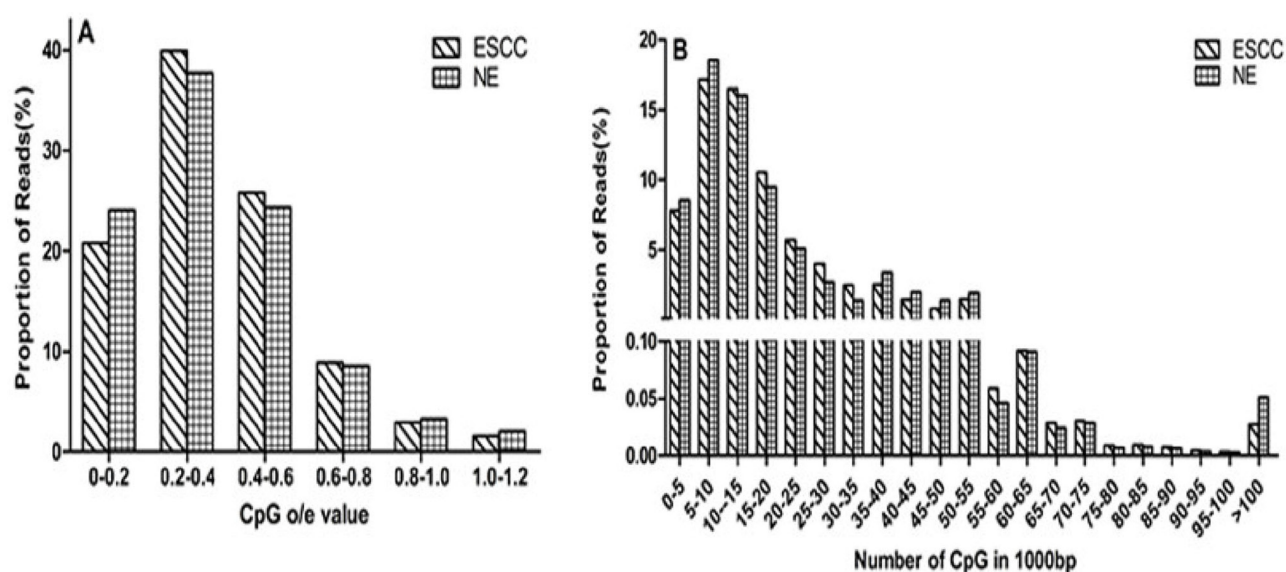 A
ESCC
NE
Proportion of Reads(%)
40
30
20
10
0
0-0.2 0.2-0.4 0.4-0.6 0.6-0.8 0.8-1.0 1.0-1.2
CpG o/e value
B
ESCC
NE
Proportion of Reads(%)
20
15
10
5
0.10
0.05
0.00
0-5 5-10 10--15 15-20 20-25 25-30 30-35 35-40 40-45 45-50 50-55 55-60 60-65 65-70 70-75 75-80 80-85 85-90 90-95 95-100 >100
Number of CpG in 1000bp